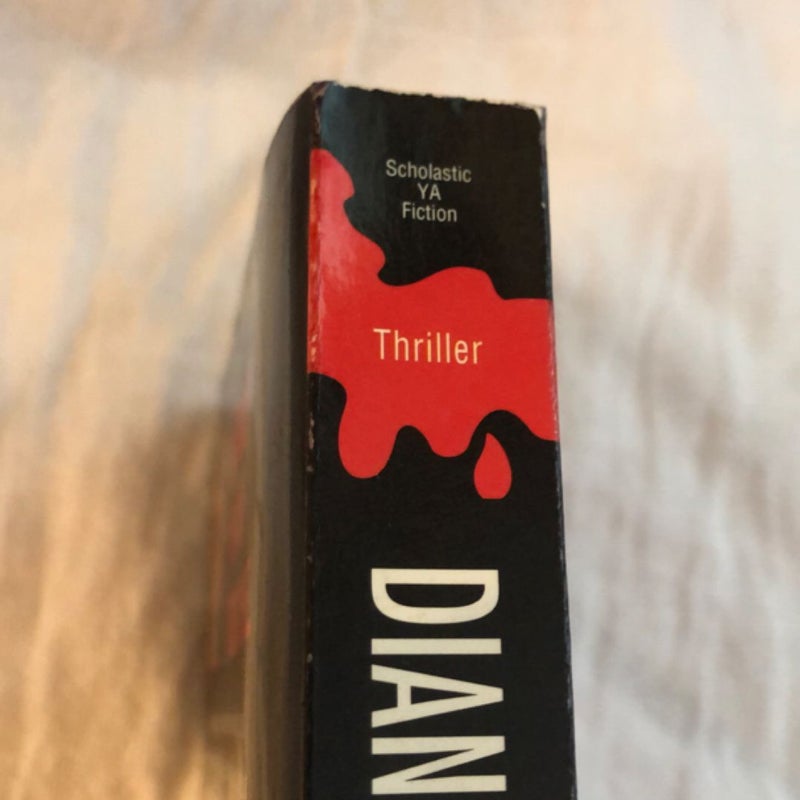 Scholastic
YA
Fiction
Thriller
DIAN